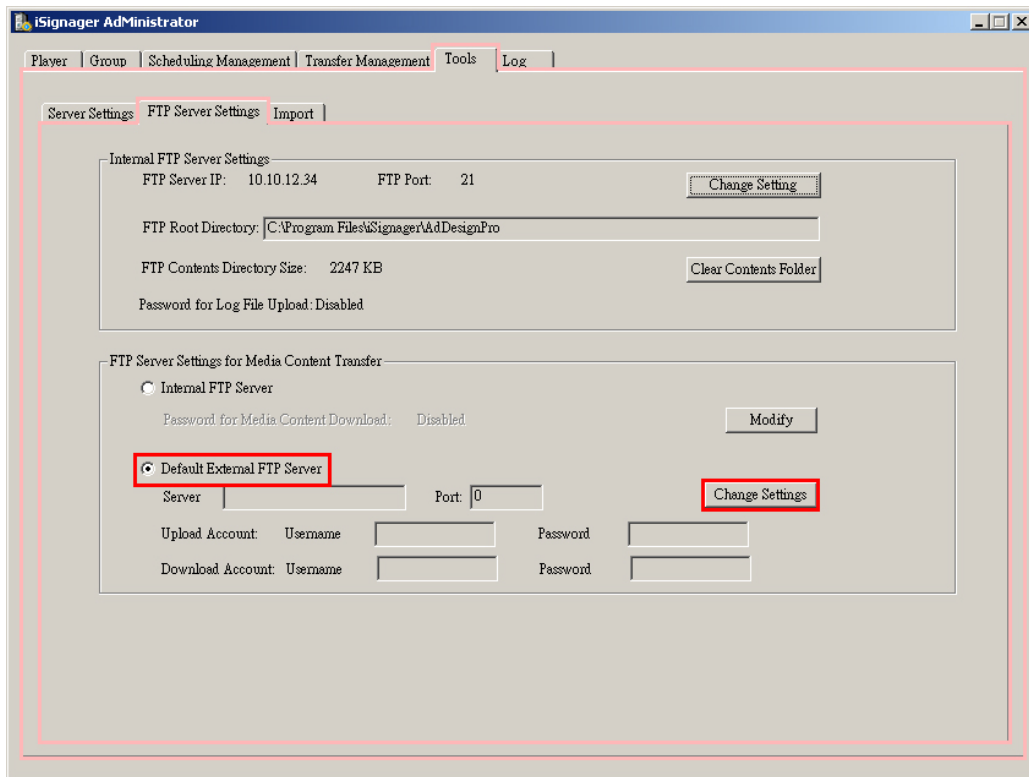 iSignager AdMinistrator
Player Group Scheduling Management Transfer Management Tools Log
Server Settings FTP Server Settings Import
Internal FTP Server Settings
FTP Server IP: 10.10.12.34 FTP Port: 21 Change Setting
FTP Root Directory: C:\Program Files\iSignager\AdDesignPro
FTP Contents Directory Size: 2247 KB Clear Contents Folder
Password for Log File Upload: Disabled
FTP Server Settings for Media Content Transfer
Internal FTP Server
Password for Media Content Download: Disabled Modify
Default External FTP Server
Server Port: 0 Change Settings
Upload Account: Username Password
Download Account: Username Password